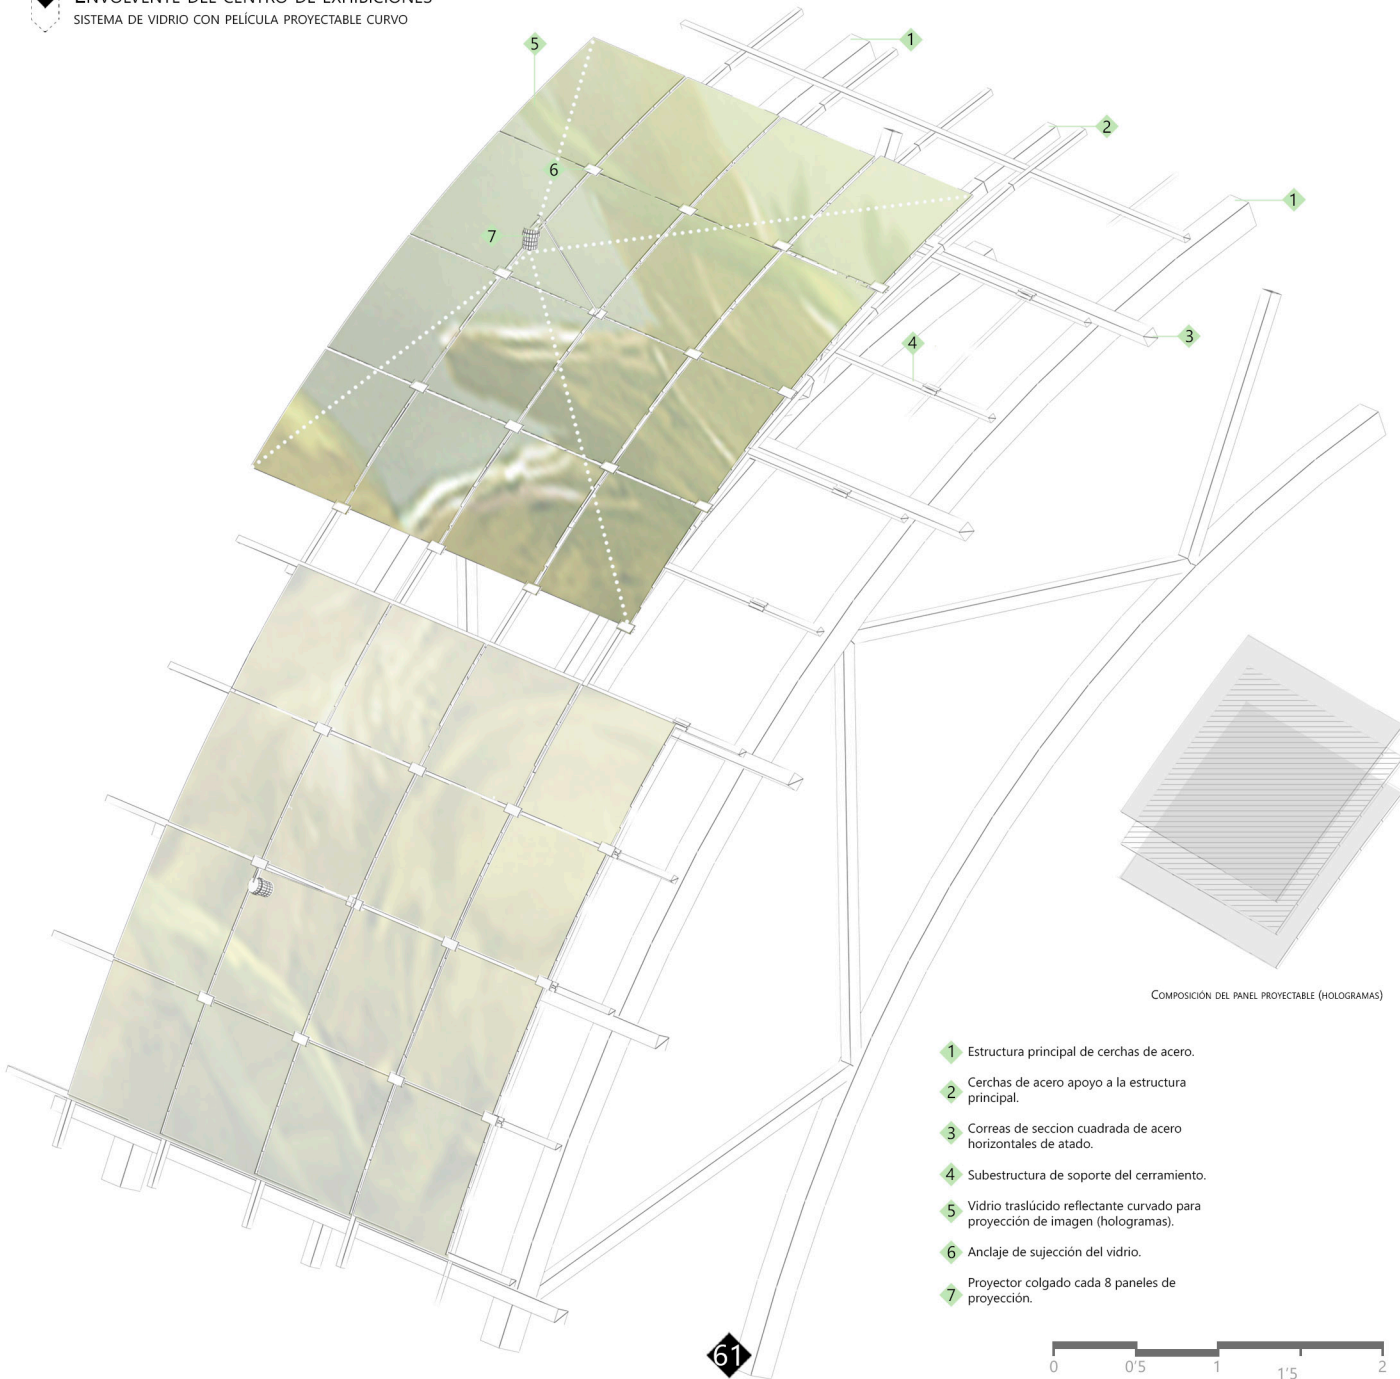 ENVOLVENTE DEL CENTRO DE EXHIBICIONES
SISTEMA DE VIDRIO CON PELÍCULA PROYECTABLE CURVO
5
1
2
6
1
7
3
4
COMPOSICIÓN DEL PANEL PROYECTABLE (HOLOGRAMAS)
1 Estructura principal de cerchas de acero.
2 Cerchas de acero apoyo a la estructura
principal.
3 Correas de seccion cuadrada de acero
horizontales de atado.
4 Subestructura de soporte del cerramiento.
5 Vidrio traslúcido reflectante curvado para
proyección de imagen (hologramas).
6 Anclaje de sujección del vidrio.
7 Proyector colgado cada 8 paneles de
proyección.
61
0 0'5 1 1'5 2